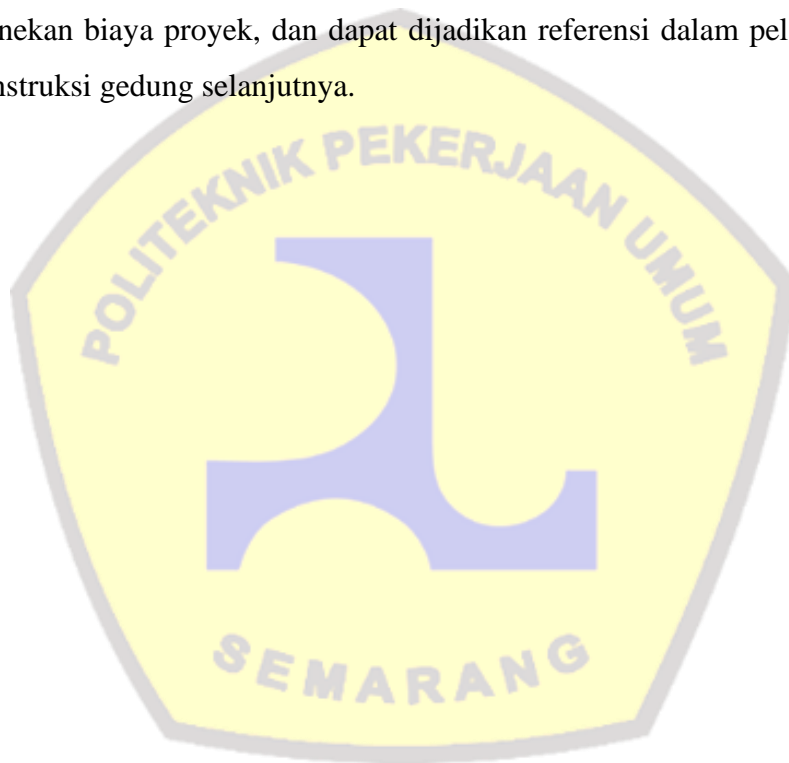 nekan biaya proyek, dan dapat dijadikan referensi dalam pel
nstruksi gedung selanjutnya.
POLITEKNIK PEKERJAAN UMUM
SEMARANG